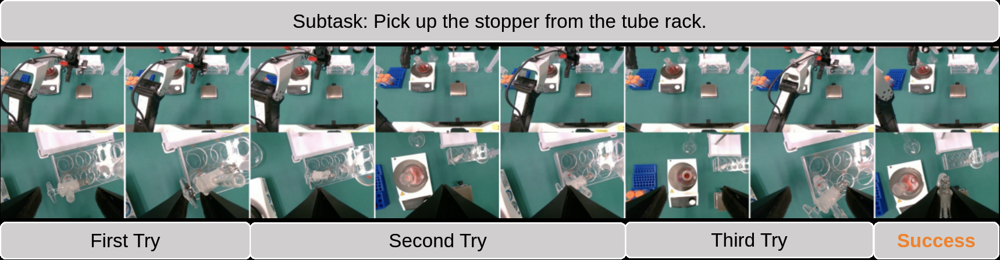 Subtask: Pick up the stopper from the tube rack.
First Try
Second Try
Third Try
Success